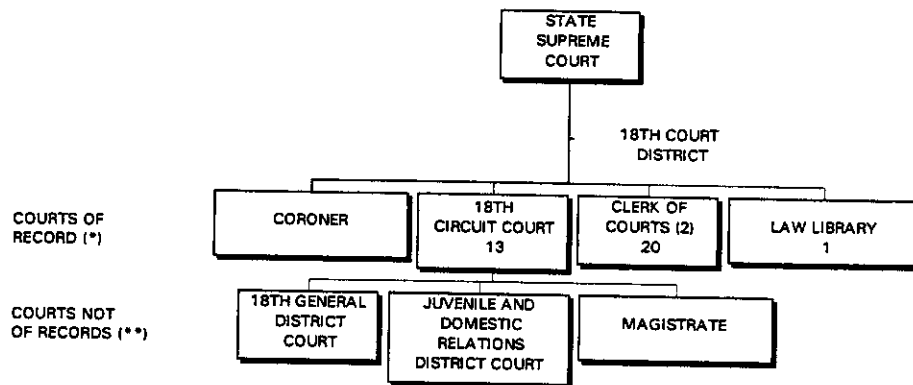 STATE
SUPREME
COURT
18TH COURT
DISTRICT
COURTS OF
RECORD (*)
CORONER
18TH
CIRCUIT COURT
13
CLERK OF
COURTS (2)
20
LAW LIBRARY
1
COURTS NOT
OF RECORDS (**)
18TH GENERAL
DISTRICT
COURT
JUVENILE AND
DOMESTIC
RELATIONS
DISTRICT COURT
MAGISTRATE